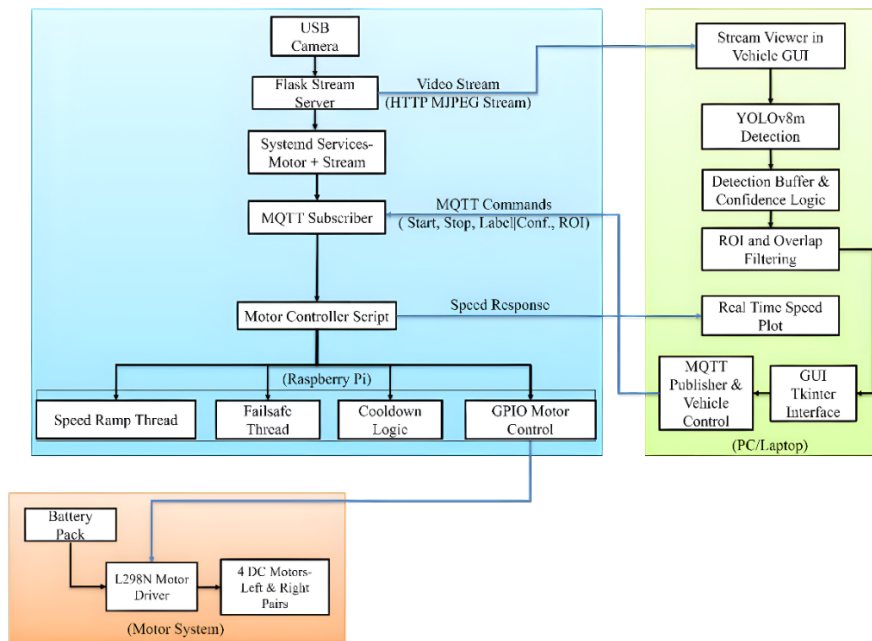 USB
Camera
Flask Stream
Server
Video Stream
(HTTP MJPEG Stream)
Systemd Services-
Motor + Stream
MQTT Subscriber
MQTT Commands
( Start, Stop, Label|Conf., ROI)
Motor Controller Script
Speed Response
(Raspberry Pi)
Speed Ramp Thread
Failsafe
Thread
Cooldown
Logic
GPIO Motor
Control
Stream Viewer in
Vehicle GUI
YOLOv8m
Detection
Detection Buffer &
Confidence Logic
ROI and Overlap
Filtering
Real Time Speed
Plot
MQTT
Publisher &
Vehicle
Control
GUI
Tkinter
Interface
(PC/Laptop)
Battery
Pack
L298N Motor
Driver
4 DC Motors-
Left & Right
Pairs
(Motor System)